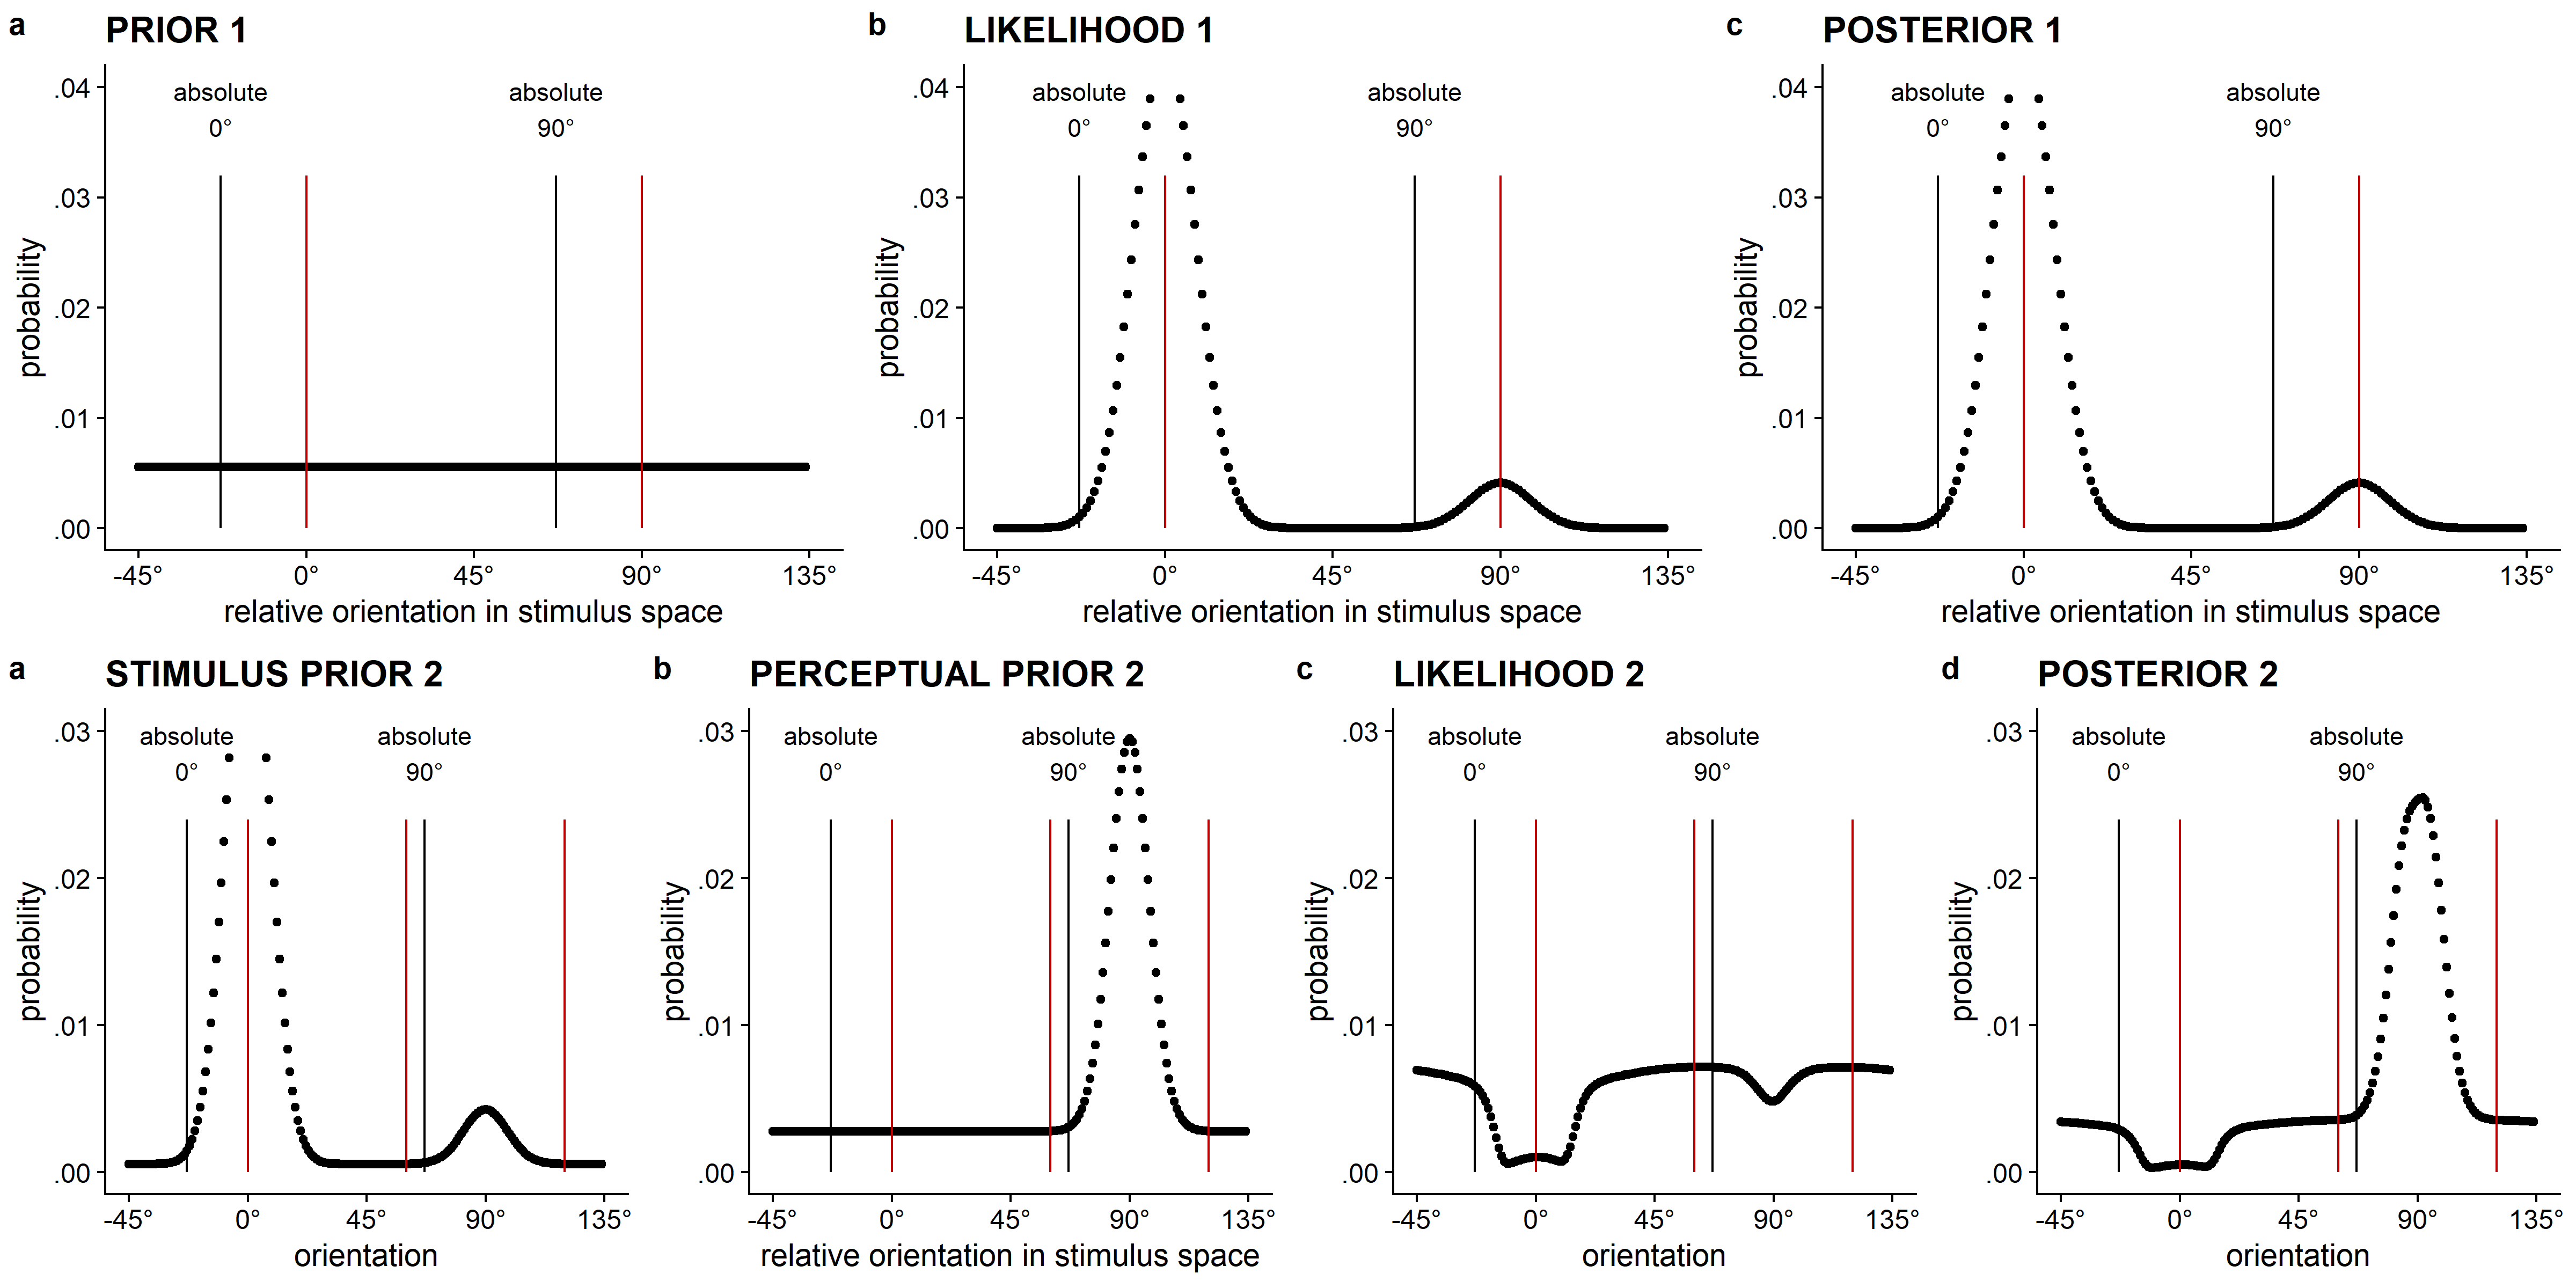 a PRIOR 1
absolute
0°
absolute
90°
.04
.03
.02
.01
.00
probability
-45° 0° 45° 90° 135°
relative orientation in stimulus space
b LIKELIHOOD 1
absolute
0°
absolute
90°
.04
.03
.02
.01
.00
probability
-45° 0° 45° 90° 135°
relative orientation in stimulus space
c POSTERIOR 1
absolute
0°
absolute
90°
.04
.03
.02
.01
.00
probability
-45° 0° 45° 90° 135°
relative orientation in stimulus space
a STIMULUS PRIOR 2
absolute
0°
absolute
90°
.03
.02
.01
.00
probability
-45° 0° 45° 90° 135°
orientation
b PERCEPTUAL PRIOR 2
absolute
0°
absolute
90°
.03
.02
.01
.00
probability
-45° 0° 45° 90° 135°
relative orientation in stimulus space
c LIKELIHOOD 2
absolute
0°
absolute
90°
.03
.02
.01
.00
probability
-45° 0° 45° 90° 135°
orientation
d POSTERIOR 2
absolute
0°
absolute
90°
.03
.02
.01
.00
probability
-45° 0° 45° 90° 135°
orientation